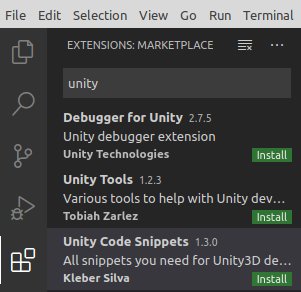 File Edit Selection View Go Run Terminal
EXTENSIONS: MARKETPLACE
unity
Debugger for Unity 2.7.5
Unity debugger extension
Unity Technologies Install
Unity Tools 1.2.3
Various tools to help with Unity dev...
Tobiah Zarlez Install
Unity Code Snippets 1.3.0
All snippets you need for Unity3D de...
Kleber Silva Install